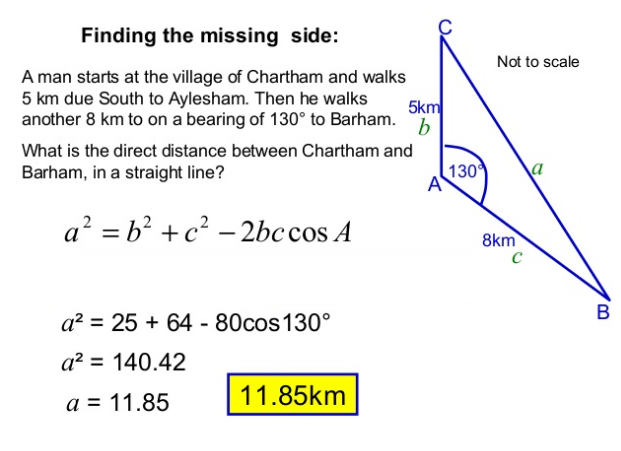 Finding the missing side:
A man starts at the village of Chartham and walks
5 km due South to Aylesham. Then he walks
another 8 km to on a bearing of 130° to Barham.
What is the direct distance between Chartham and
Barham, in a straight line?
a² = b² + c² − 2bc cos A
a² = 25 + 64 - 80cos130°
a² = 140.42
a = 11.85
11.85km
C
Not to scale
5km
b
130°
A
a
8km
c
B